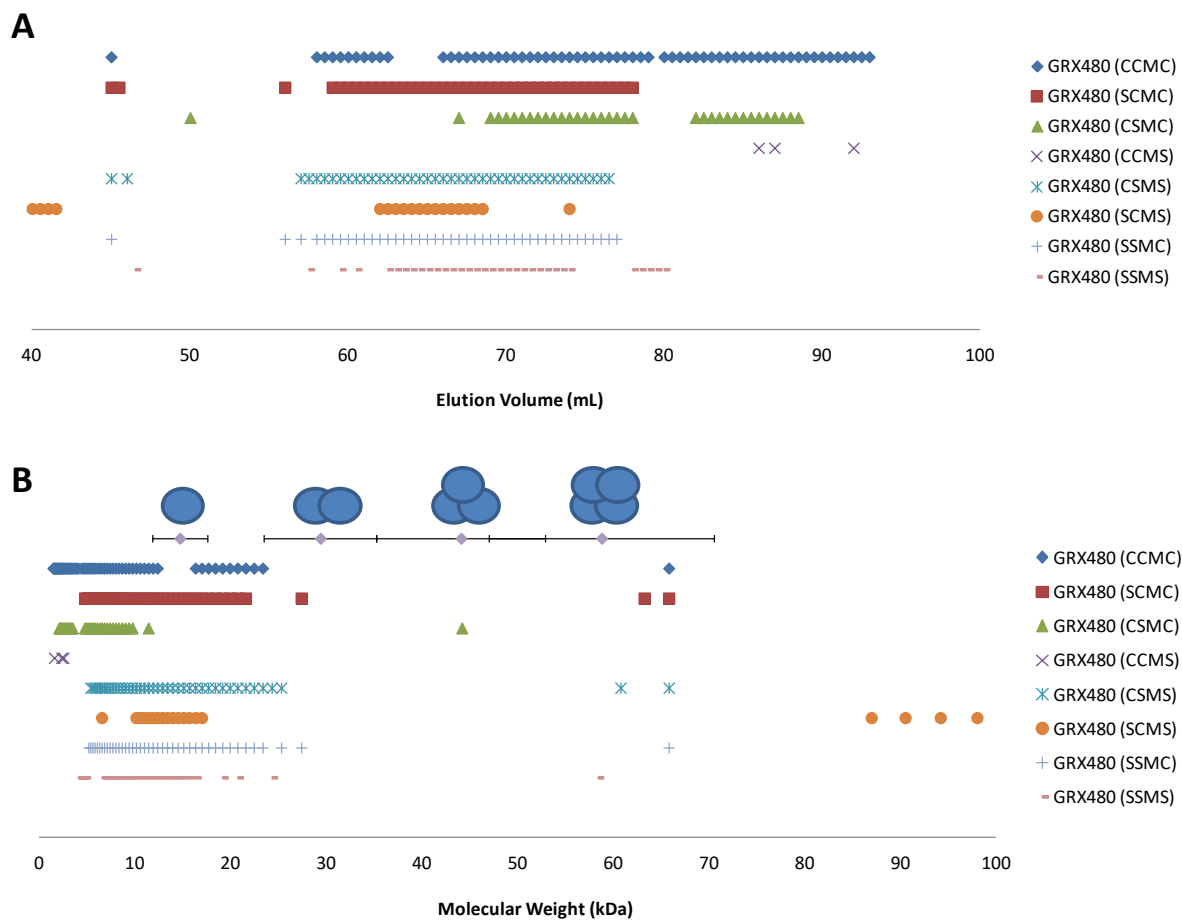 A
GRX480 (CCMC)
GRX480 (SCMC)
GRX480 (CSMC)
GRX480 (CCMS)
GRX480 (CSMS)
GRX480 (SCMS)
GRX480 (SSMC)
GRX480 (SSMS)
40 50 60 70 80 90 100
Elution Volume (mL)
B
GRX480 (CCMC)
GRX480 (SCMC)
GRX480 (CSMC)
GRX480 (CCMS)
GRX480 (CSMS)
GRX480 (SCMS)
GRX480 (SSMC)
GRX480 (SSMS)
0 10 20 30 40 50 60 70 80 90 100
Molecular Weight (kDa)